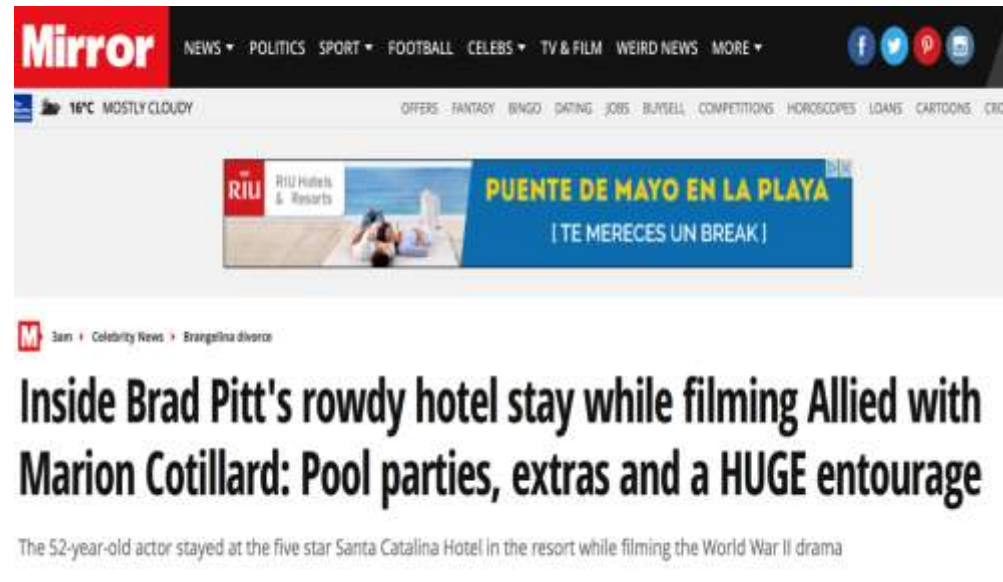 Mirror
NEWS POLITICS SPORT FOOTBALL CELEBS TV & FILM WEIRD NEWS MORE
16°C MOSTLY CLOUDY
OFFERS FANTASY BINGO DATING JOBS BUYSELL COMPETITIONS HOROSCOPES LOANS CARTOONS CRO
RIU
RIU Hotels
& Resorts
PUENTE DE MAYO EN LA PLAYA
[ TE MERECES UN BREAK ]
M 3am Celebrity News Brangelina divorce
Inside Brad Pitt's rowdy hotel stay while filming Allied with
Marion Cotillard: Pool parties, extras and a HUGE entourage
The 52-year-old actor stayed at the five star Santa Catalina Hotel in the resort while filming the World War II drama